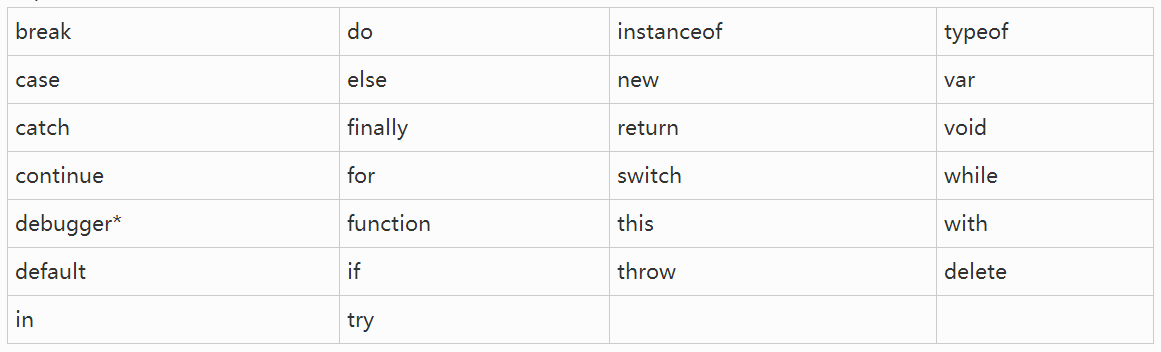 break do instanceof typeof
case else new var
catch finally return void
continue for switch while
debugger* function this with
default if throw delete
in try